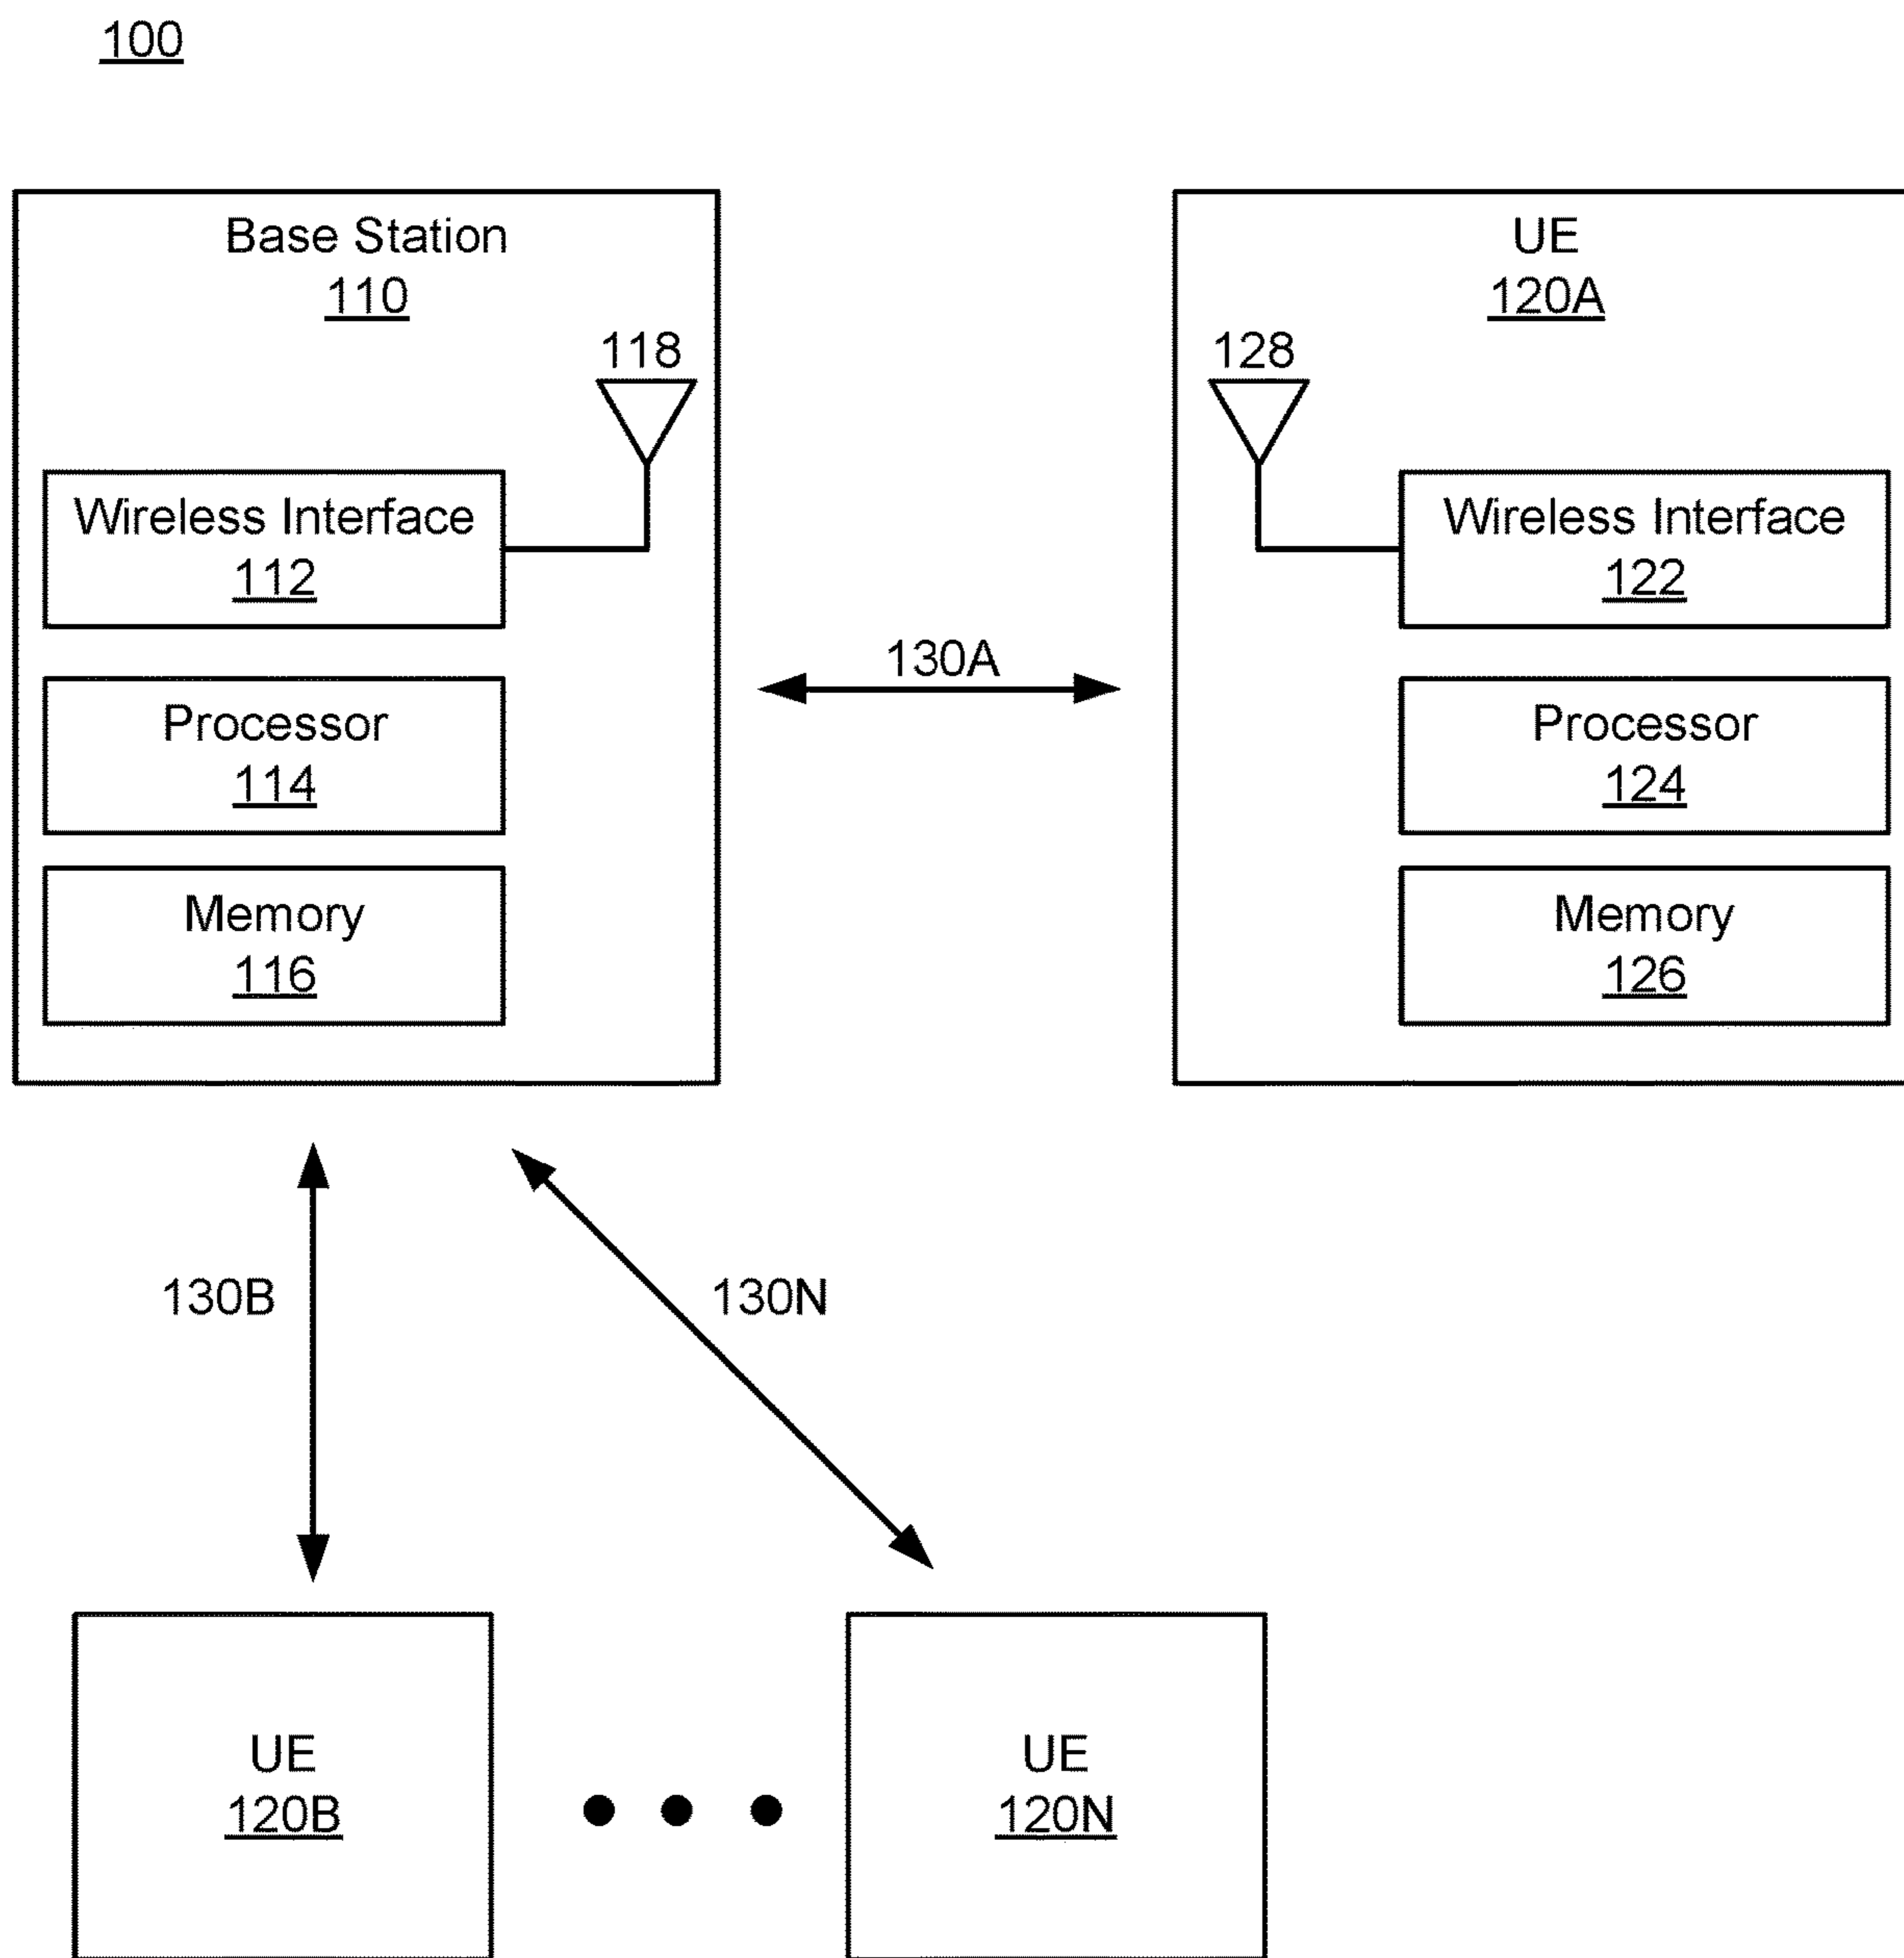 100
Base Station
110
118
Wireless Interface
112
Processor
114
Memory
116
130A
UE
120A
128
Wireless Interface
122
Processor
124
Memory
126
130B
130N
UE
120B
UE
120N